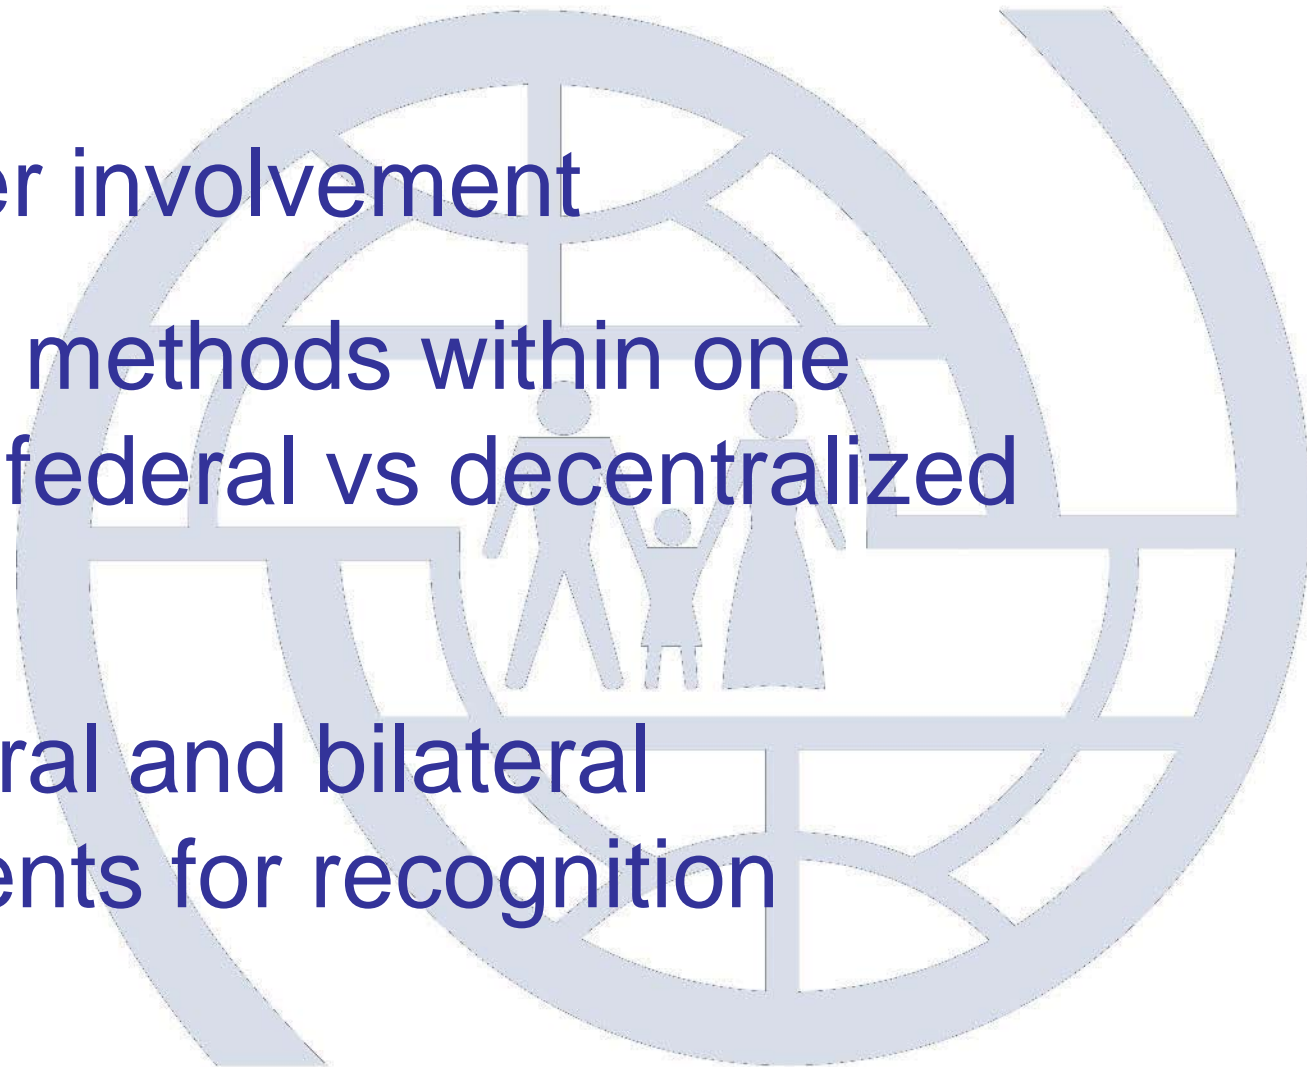 er involvement
methods within one
federal vs decentralized
ral and bilateral
ents for recognition